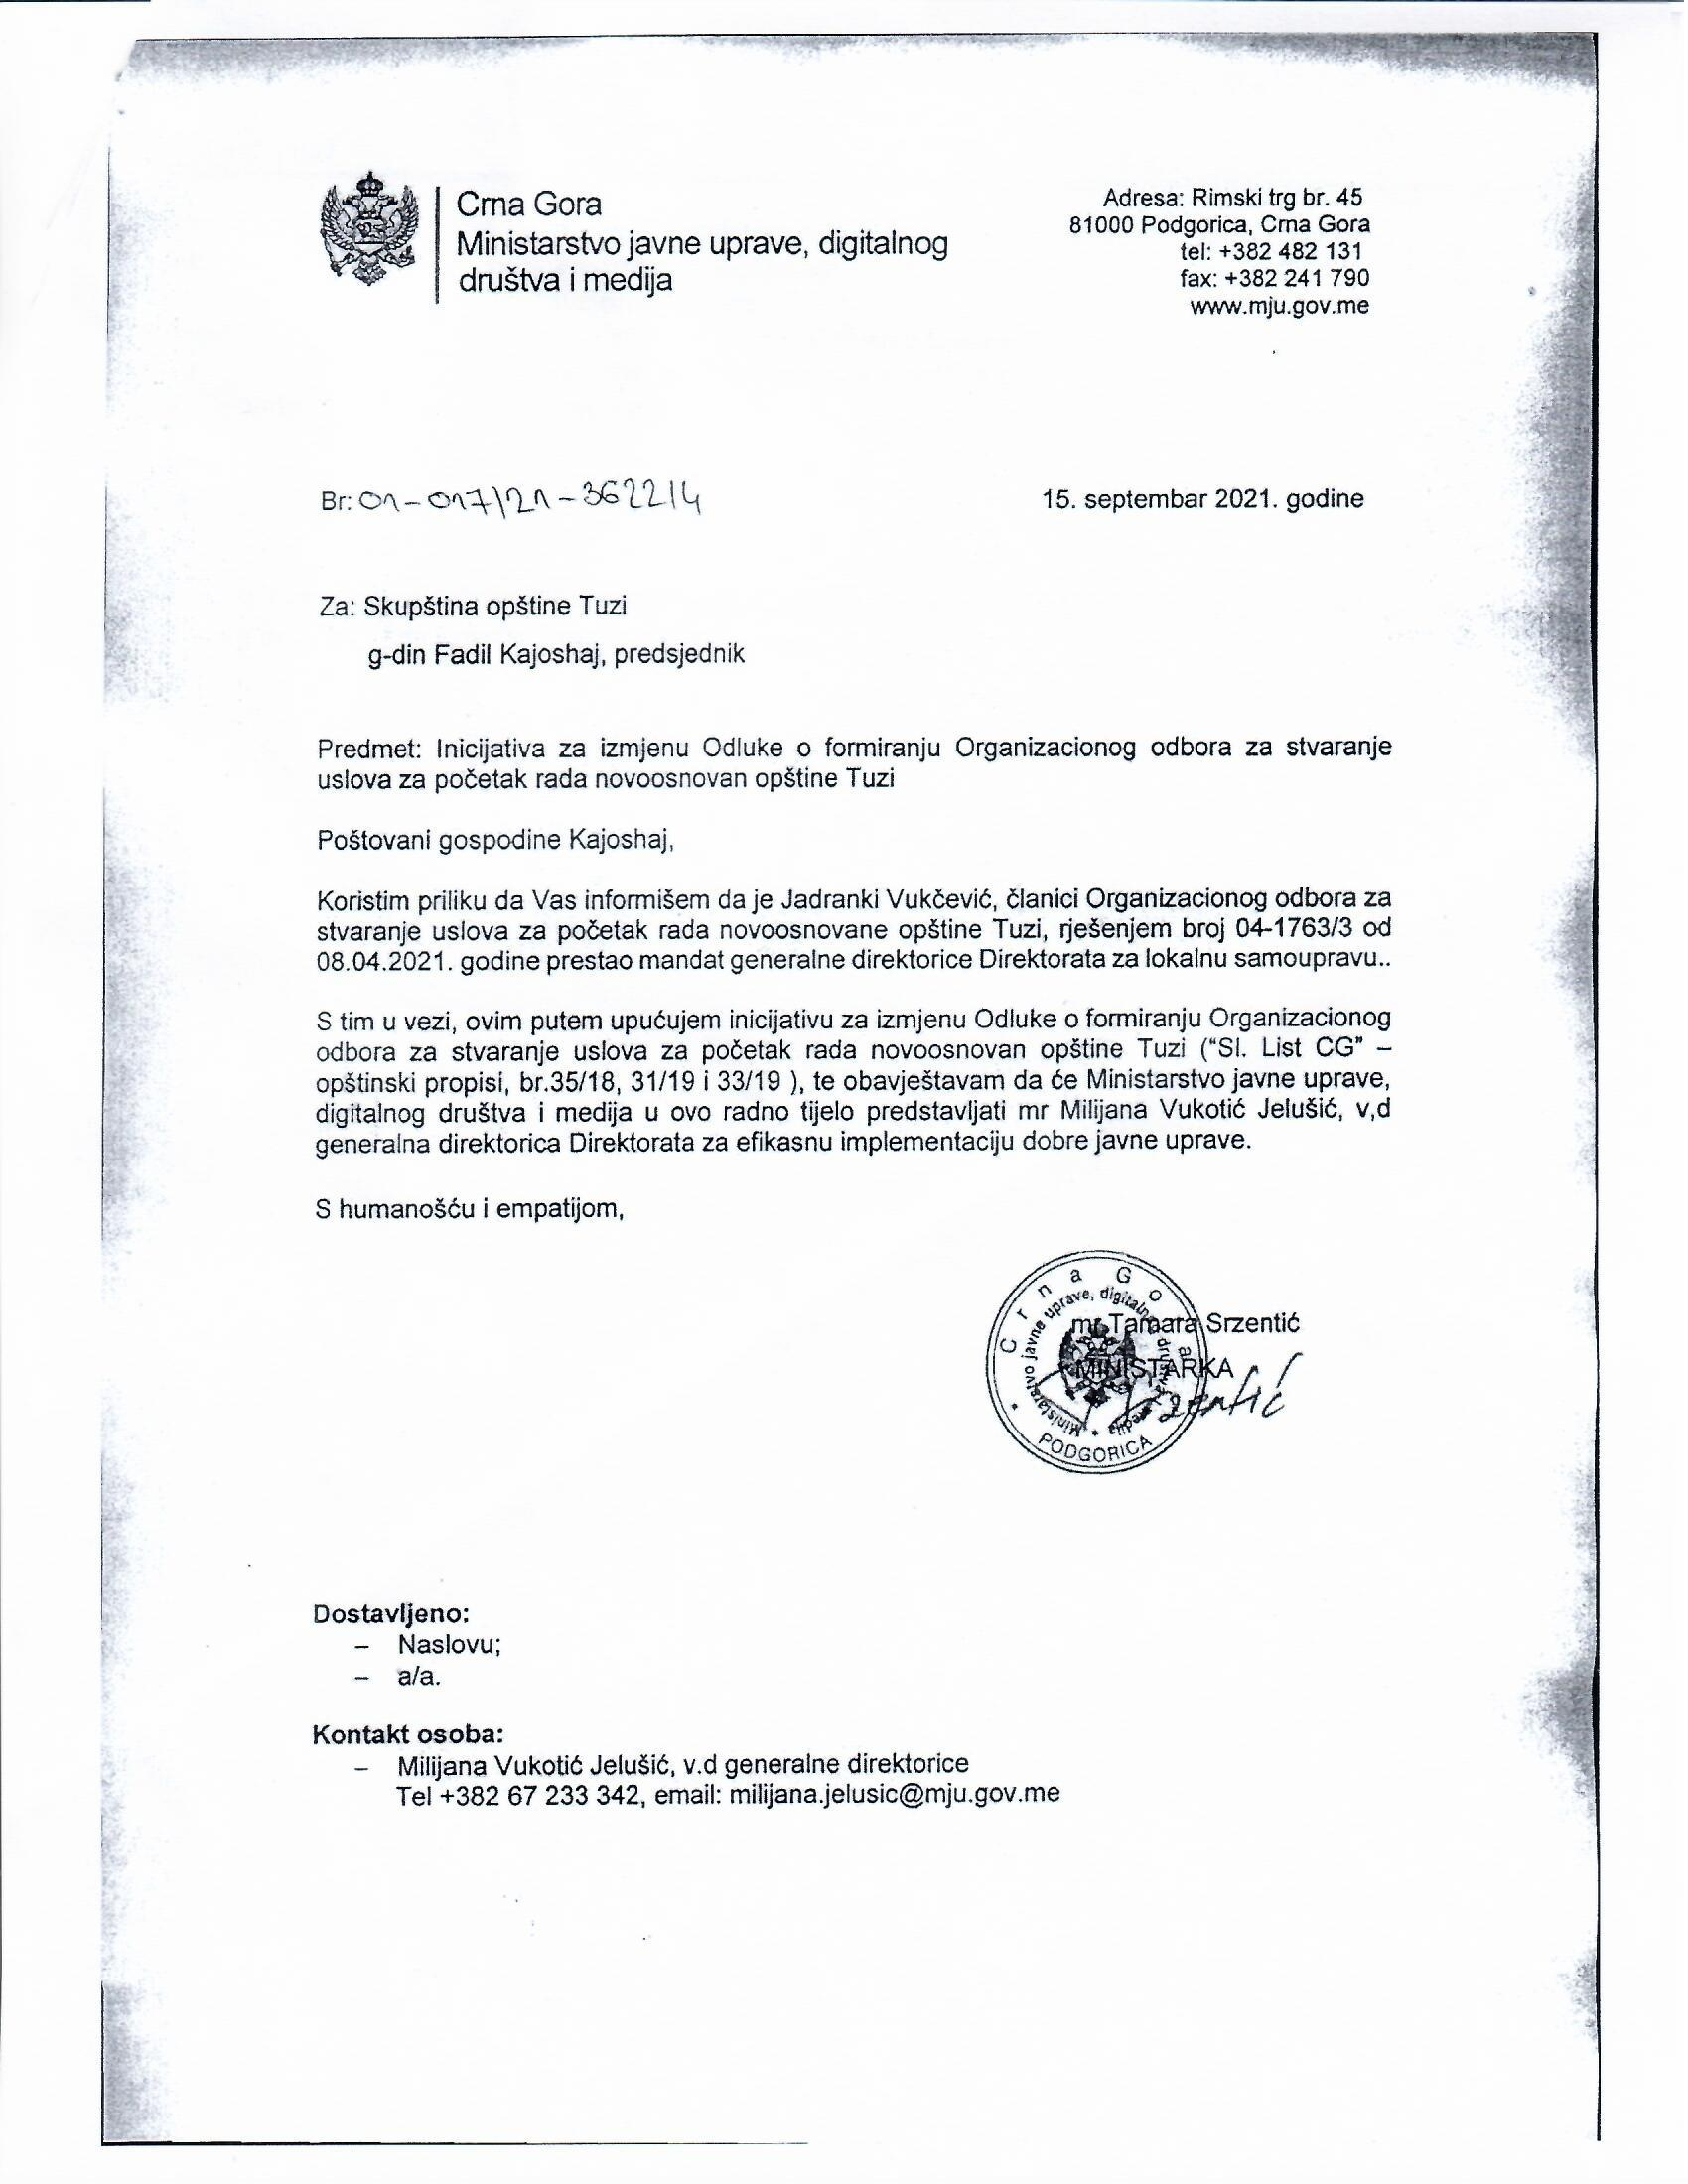 Crna Gora
Ministarstvo javne uprave, digitalnog
društva i medija
Adresa: Rimski trg br. 45
81000 Podgorica, Crna Gora
tel: +382 482 131
fax: +382 241 790
www.mju.gov.me
Br: 01-017/21-3622/4
15. septembar 2021. godine
Za: Skupština opštine Tuzi
g-din Fadil Kajoshaj, predsjednik
Predmet: Inicijativa za izmjenu Odluke o formiranju Organizacionog odbora za stvaranje
uslova za početak rada novoosnovan opštine Tuzi
Poštovani gospodine Kajoshaj,
Koristim priliku da Vas informišem da je Jadranki Vukčević, članici Organizacionog odbora za
stvaranje uslova za početak rada novoosnovane opštine Tuzi, rješenjem broj 04-1763/3 od
08.04.2021. godine prestao mandat generalne direktorice Direktorata za lokalnu samoupravu..
S tim u vezi, ovim putem upućujem inicijativu za izmjenu Odluke o formiranju Organizacionog
odbora za stvaranje uslova za početak rada novoosnovan opštine Tuzi (“Sl. List CG” –
opštinski propisi, br.35/18, 31/19 i 33/19 ), te obavještavam da će Ministarstvo javne uprave,
digitalnog društva i medija u ovo radno tijelo predstavljati mr Milijana Vukotić Jelušić, v,d
generalna direktorica Direktorata za efikasnu implementaciju dobre javne uprave.
S humanošću i empatijom,
mr Tamara Srzentić
MINISTARKA
Srzentić
Crna Gora
Ministarstvo javne uprave, digitalnog društva i medija
PODGORICA
Dostavljeno:
– Naslovu;
– a/a.
Kontakt osoba:
– Milijana Vukotić Jelušić, v.d generalne direktorice
Tel +382 67 233 342, email: milijana.jelusic@mju.gov.me